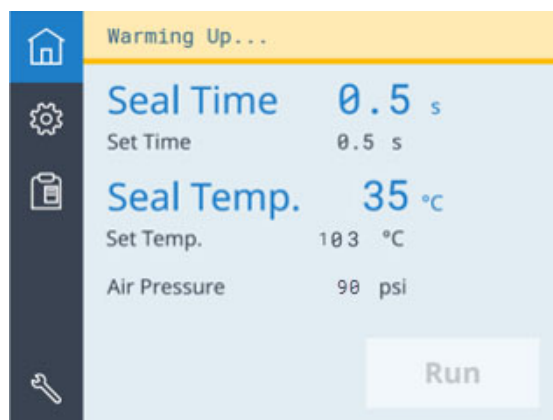 Warming Up...
Seal Time 0.5 s
Set Time 0.5 s
Seal Temp. 35 °C
Set Temp. 103 °C
Air Pressure 90 psi
Run